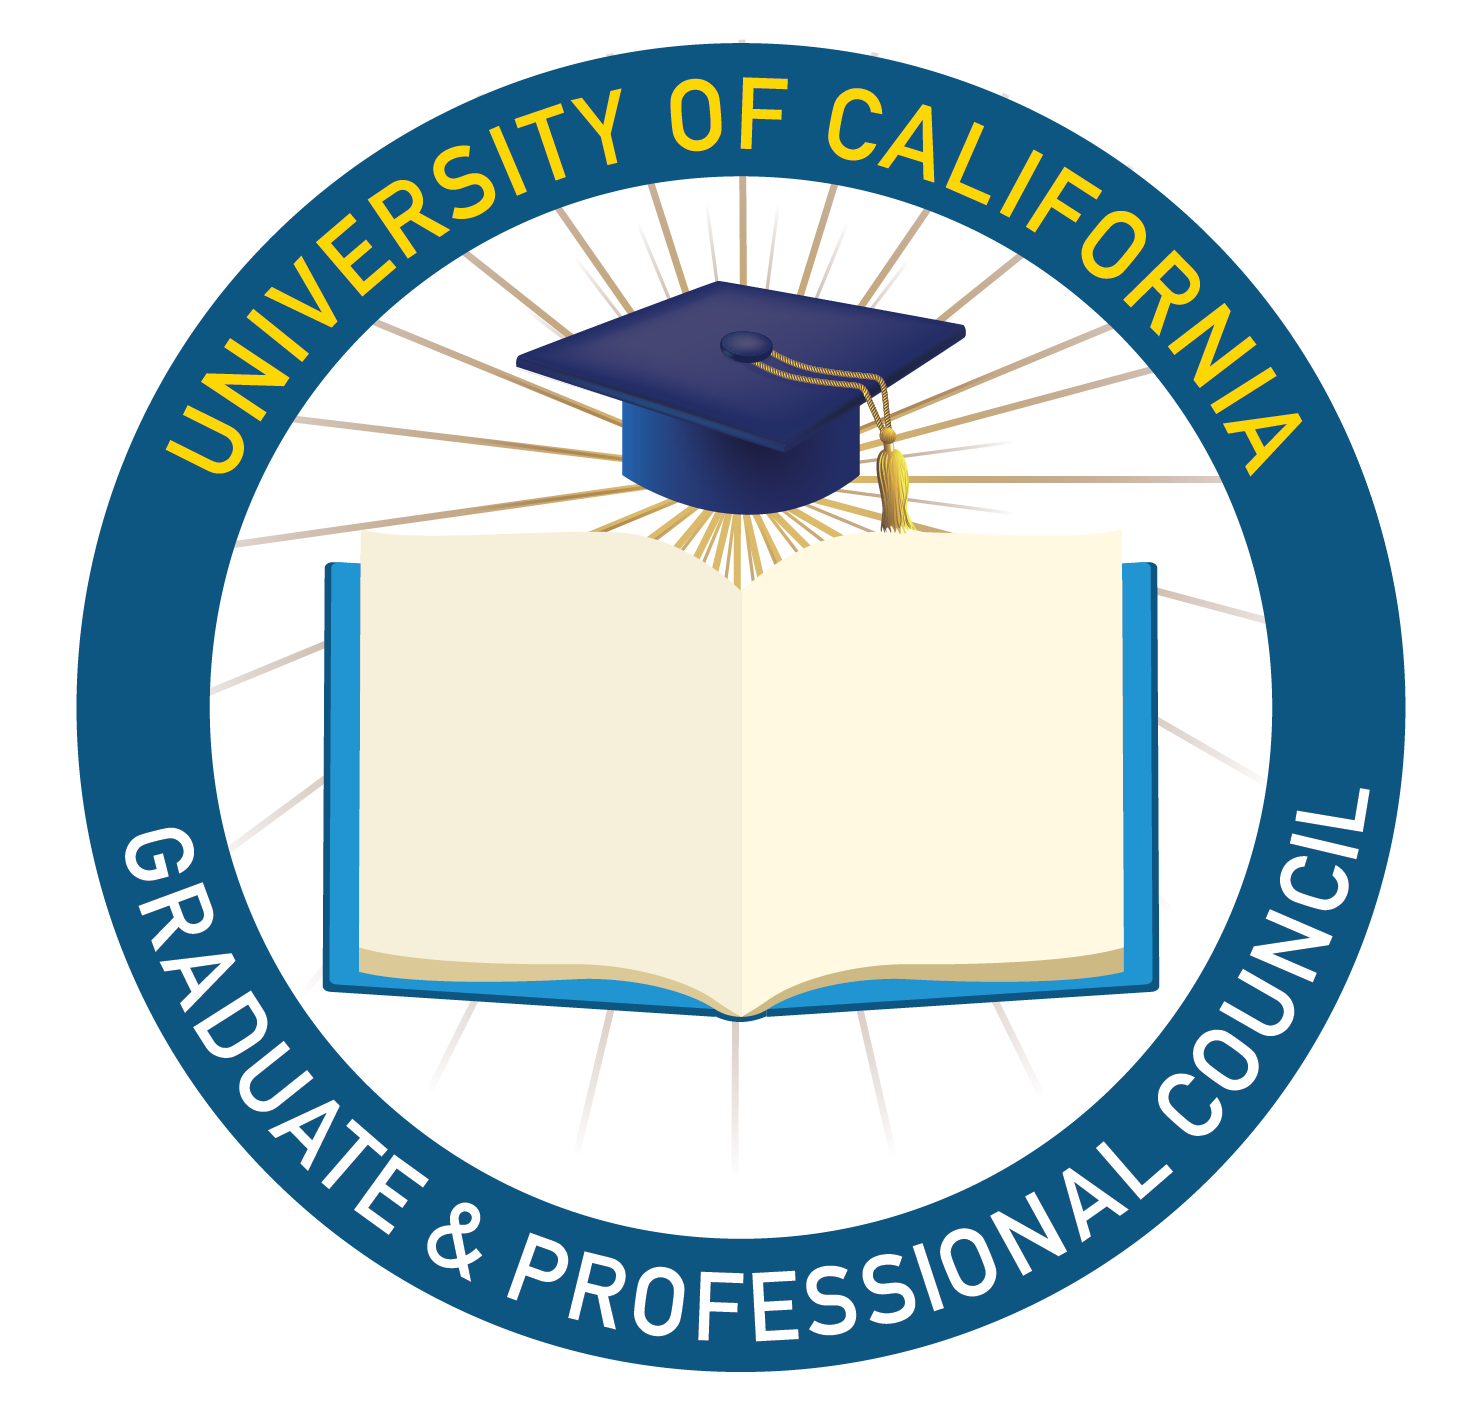 UNIVERSITY OF CALIFORNIA
GRADUATE & PROFESSIONAL COUNCIL